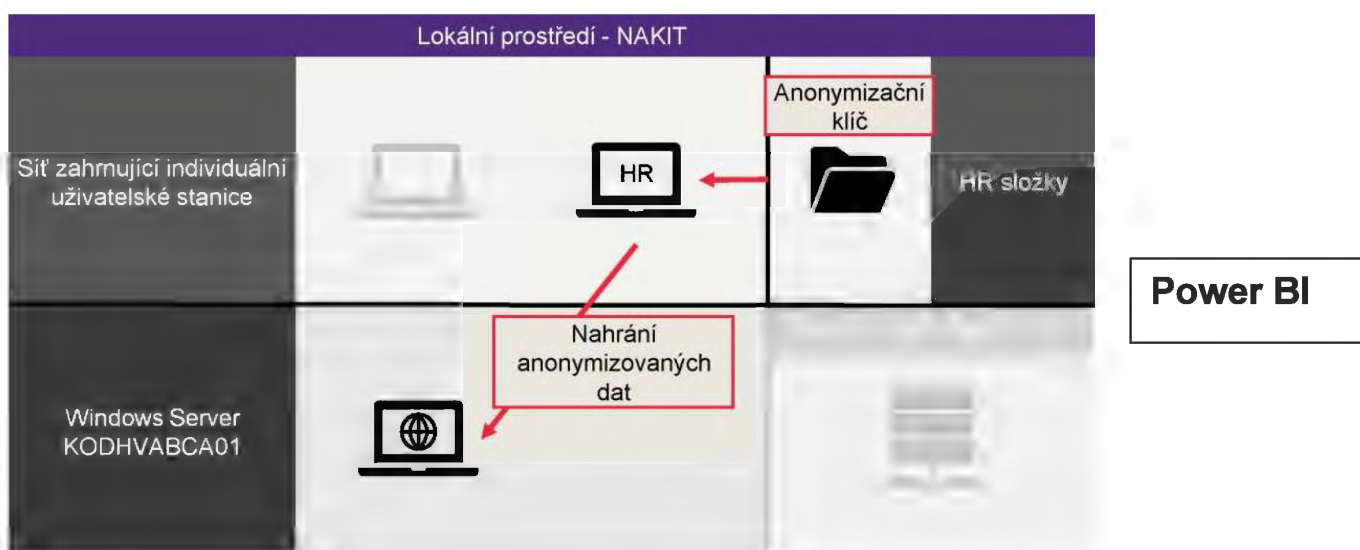 Lokální prostředí - NAKIT
Anonymizační
klíč
Síť zahrnující individuální
uživatelské stanice
HR
HR složky
Power BI
Nahrání
anonymizovaných
dat
Windows Server
KODHVABCA01